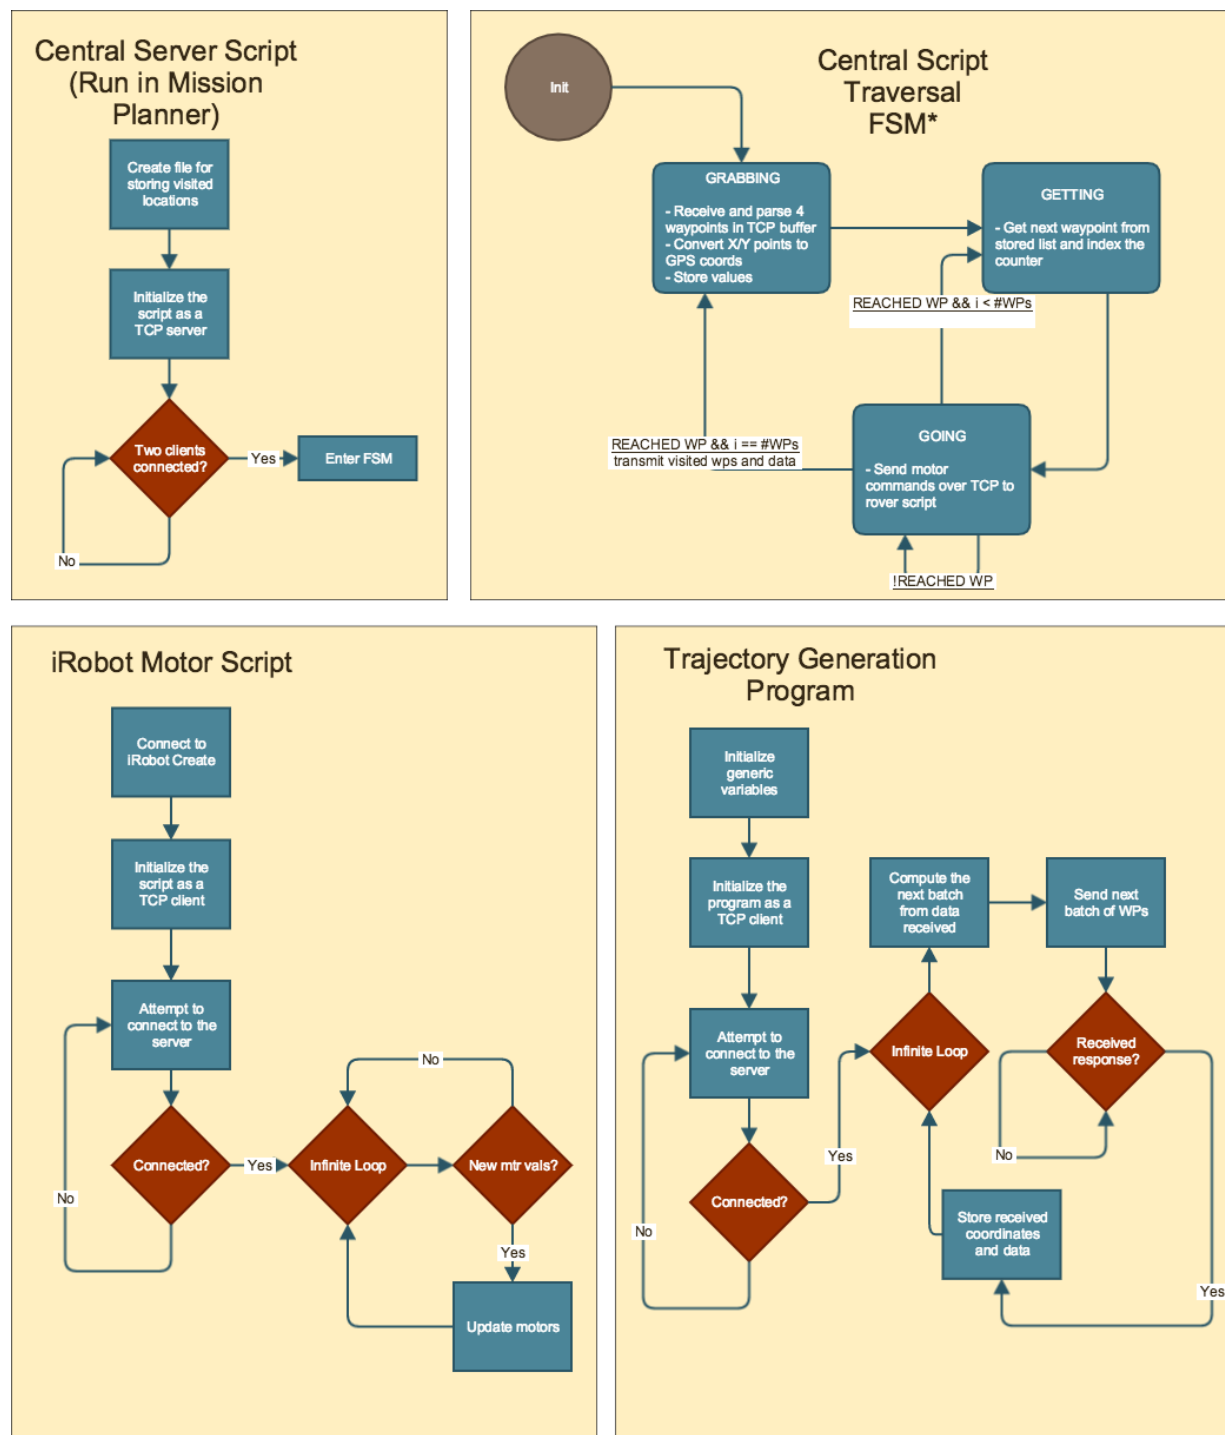 Central Server Script
(Run in Mission
Planner)
Create file for
storing visited
locations
Initialize the
script as a
TCP server
Two clients
connected?
Yes
Enter FSM
No
Central Script
Traversal
FSM*
Init
GRABBING
- Receive and parse 4
waypoints in TCP buffer
- Convert X/Y points to
GPS coords
- Store values
GETTING
- Get next waypoint from
stored list and index the
counter
REACHED WP && i < #WPs
REACHED WP && i == #WPs
transmit visited wps and data
GOING
- Send motor
commands over TCP to
rover script
!REACHED WP
iRobot Motor Script
Connect to
iRobot Create
Initialize the
script as a
TCP client
Attempt to
connect to the
server
Connected?
No
Yes
Infinite Loop
No
New mtr vals?
Yes
Update motors
Trajectory Generation
Program
Initialize
generic
variables
Initialize the
program as a
TCP client
Attempt to
connect to the
server
Connected?
No
Yes
Infinite Loop
Compute the
next batch
from data
received
Send next
batch of WPs
Received
response?
No
Yes
Store received
coordinates
and data